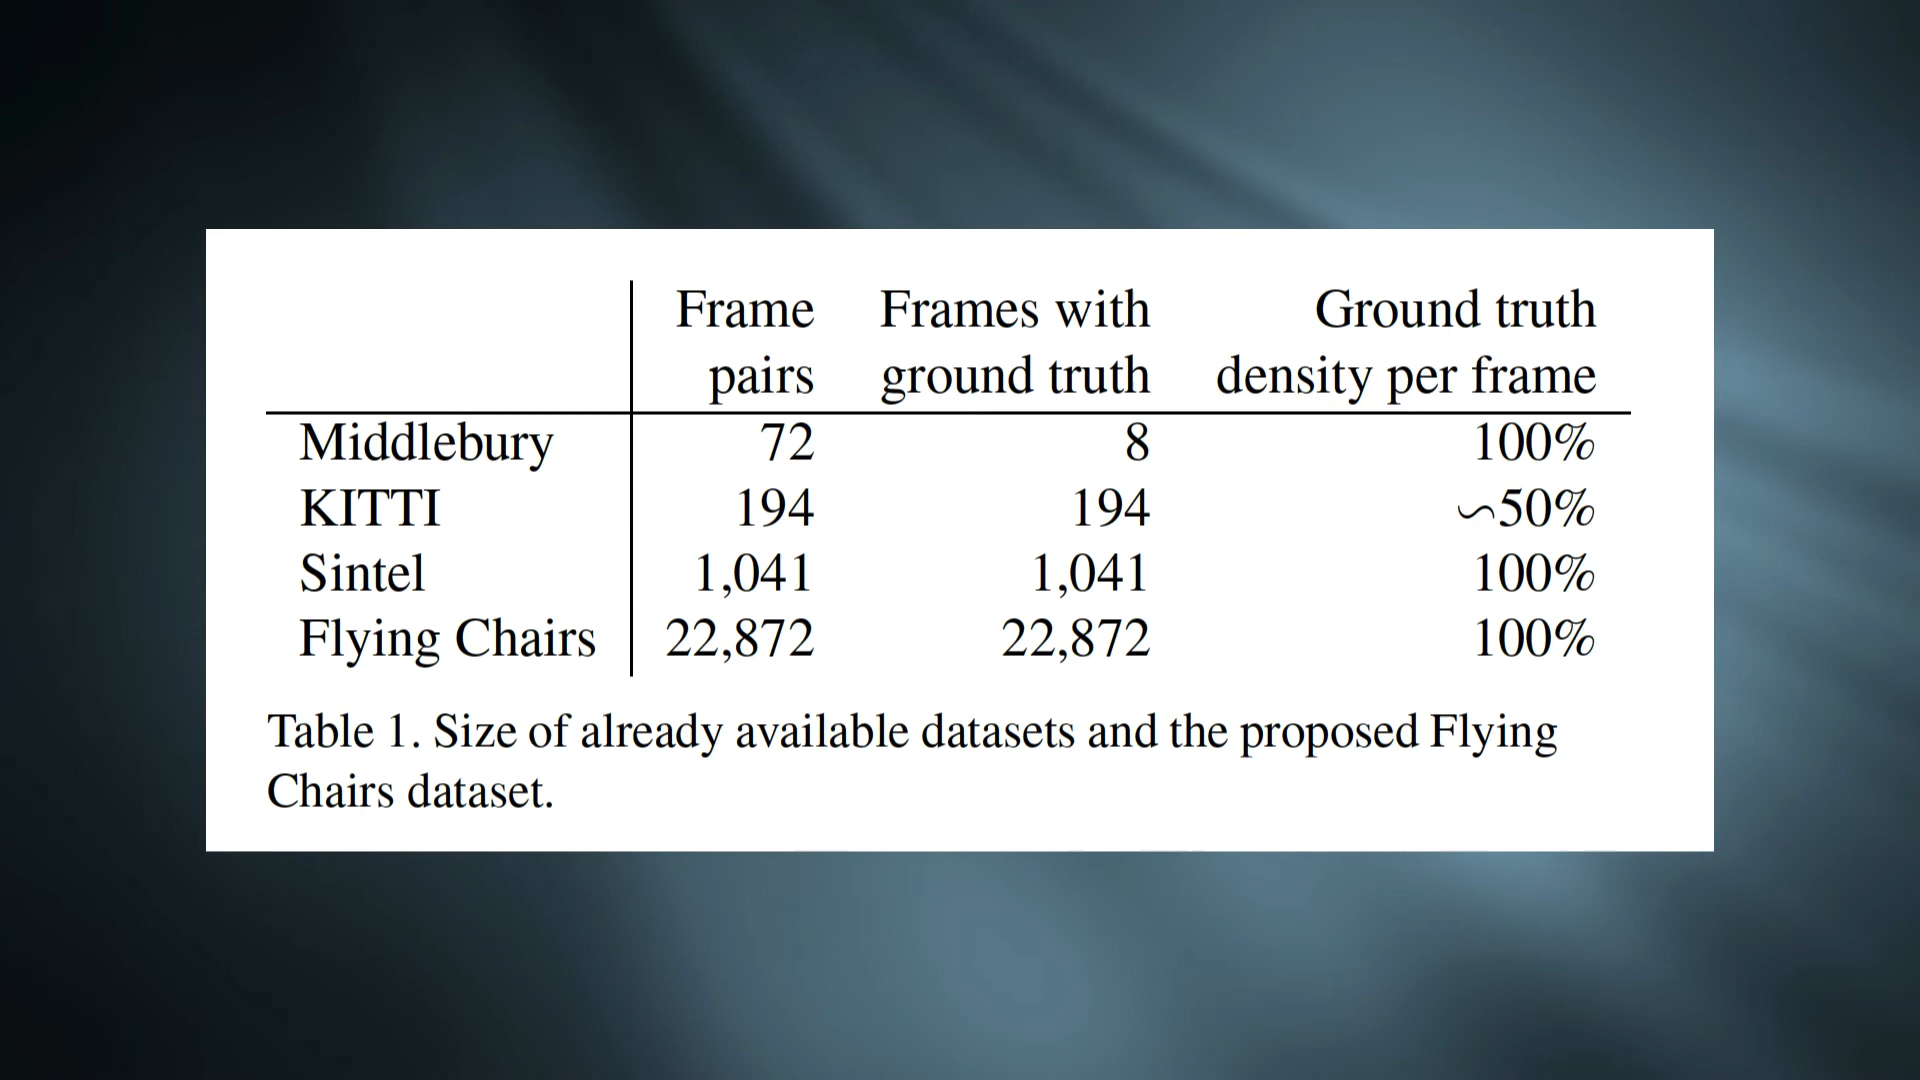 Frame Frames with Ground truth
pairs ground truth density per frame
Middlebury 72 8 100%
KITTI 194 194 ∽50%
Sintel 1,041 1,041 100%
Flying Chairs 22,872 22,872 100%
Table 1. Size of already available datasets and the proposed Flying
Chairs dataset.